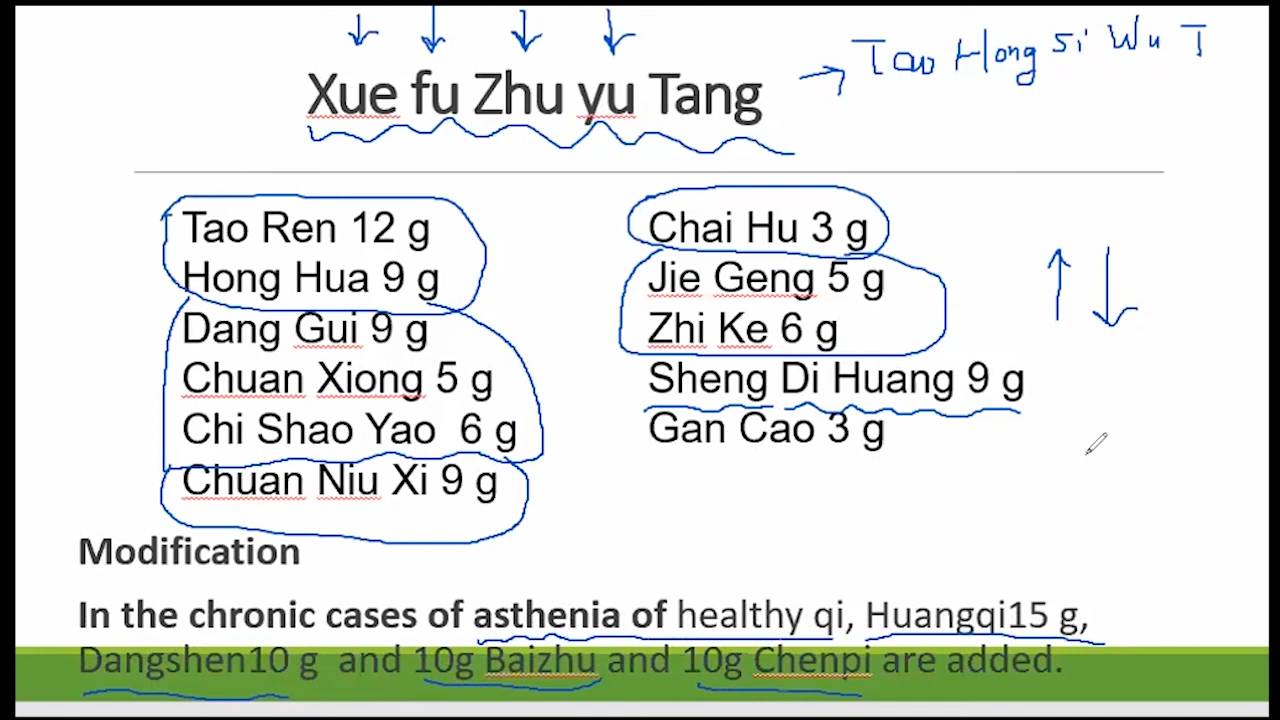 Tao Hong Si Wu T
Xue fu Zhu yu Tang
Tao Ren 12 g
Hong Hua 9 g
Dang Gui 9 g
Chuan Xiong 5 g
Chi Shao Yao 6 g
Chuan Niu Xi 9 g
Chai Hu 3 g
Jie Geng 5 g
Zhi Ke 6 g
Sheng Di Huang 9 g
Gan Cao 3 g
Modification
In the chronic cases of asthenia of healthy qi, Huangqi15 g,
Dangshen10 g and 10g Baizhu and 10g Chenpi are added.